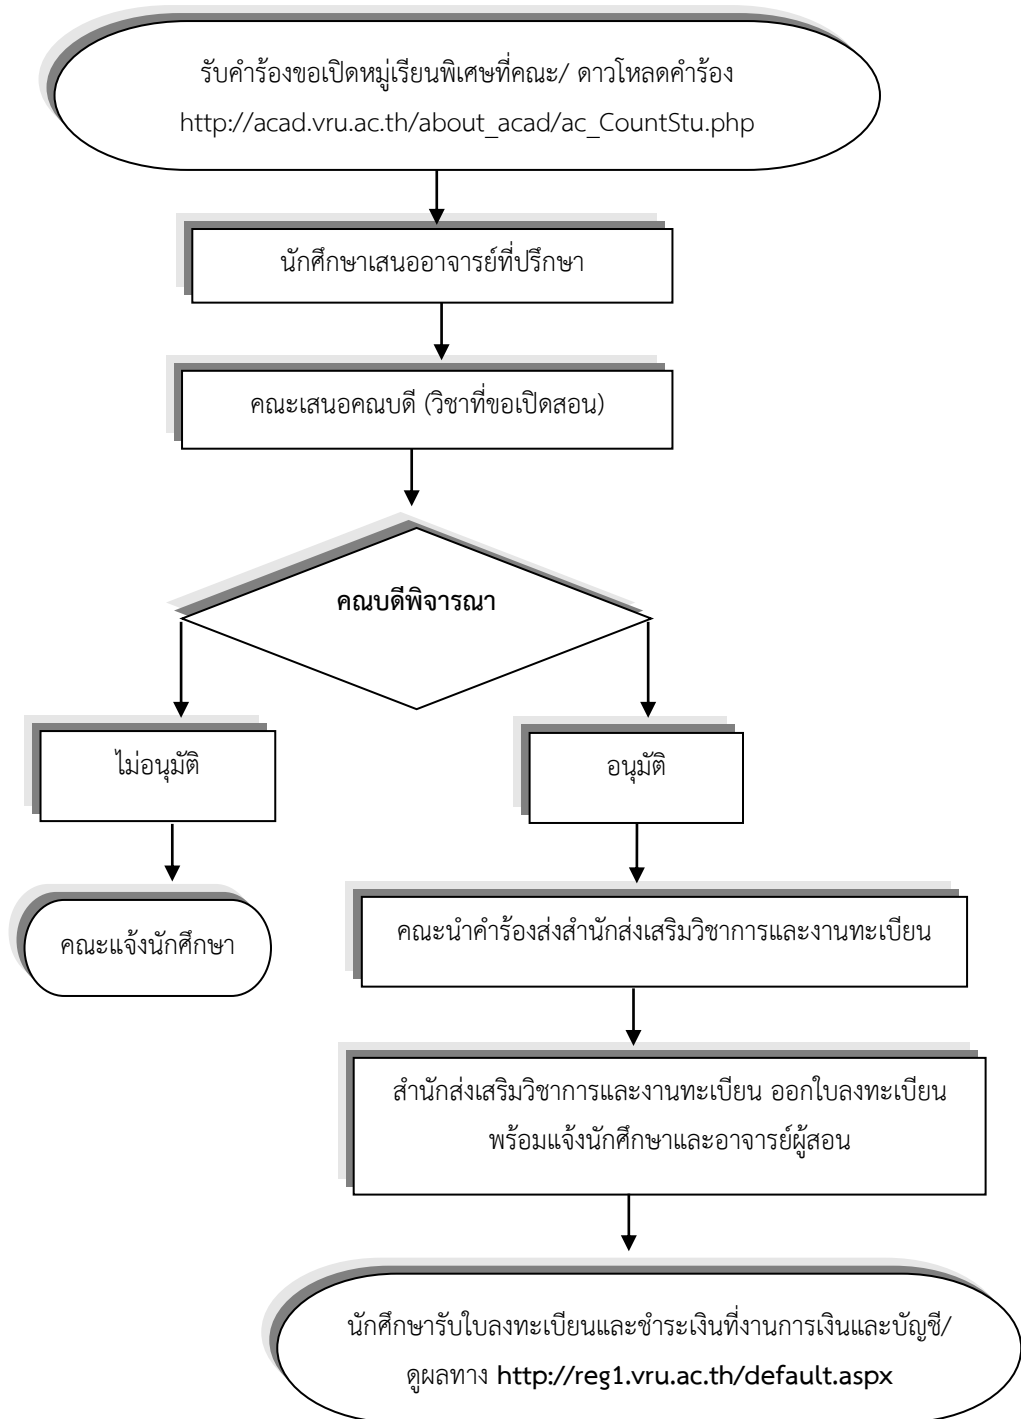 รับคำร้องขอเปิดหมู่เรียนพิเศษที่คณะ/ ดาวโหลดคำร้อง
http://acad.vru.ac.th/about_acad/ac_CountStu.php
นักศึกษาเสนออาจารย์ที่ปรึกษา
คณะเสนอคณบดี (วิชาที่ขอเปิดสอน)
คณบดีพิจารณา
ไม่อนุมัติ
อนุมัติ
คณะแจ้งนักศึกษา
คณะนำคำร้องส่งสำนักส่งเสริมวิชาการและงานทะเบียน
สำนักส่งเสริมวิชาการและงานทะเบียน ออกใบลงทะเบียน
พร้อมแจ้งนักศึกษาและอาจารย์ผู้สอน
นักศึกษารับใบลงทะเบียนและชำระเงินที่งานการเงินและบัญชี/
ดูผลทาง http://reg1.vru.ac.th/default.aspx